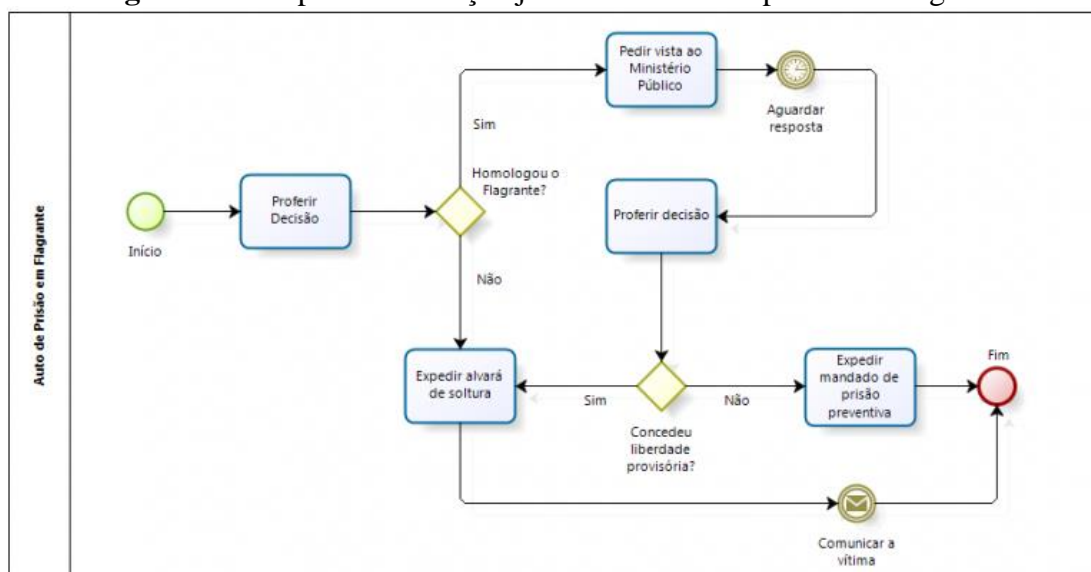 Auto de Prisão em Flagrante
Início
Proferir
Decisão
Homologou o
Flagrante?
Sim
Não
Pedir vista ao
Ministério
Público
Aguardar
resposta
Proferir decisão
Expedir alvará
de soltura
Sim
Concedeu
liberdade
provisória?
Não
Expedir
mandado de
prisão
preventiva
Fim
Comunicar a
vítima